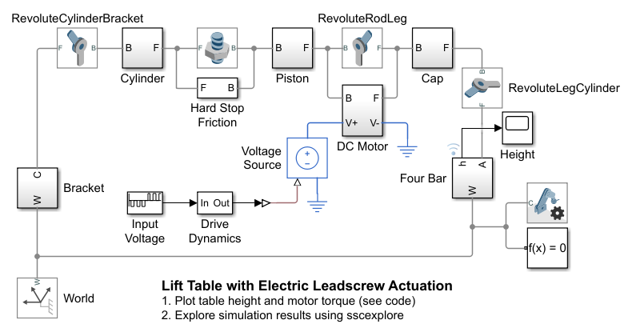 RevoluteCylinderBracket
RevoluteRodLeg
F B
B F
F B
B F
B F
B F
B
Cylinder
Piston
Cap
RevoluteLegCylinder
F
F B
Hard Stop
Friction
B F
V+ V-
DC Motor
Voltage
Source
Height
h A
Four Bar
W
C
W
Bracket
In Out
Input
Voltage
Drive
Dynamics
C
f(x) = 0
W
World
Lift Table with Electric Leadscrew Actuation
1. Plot table height and motor torque (see code)
2. Explore simulation results using sscexplore